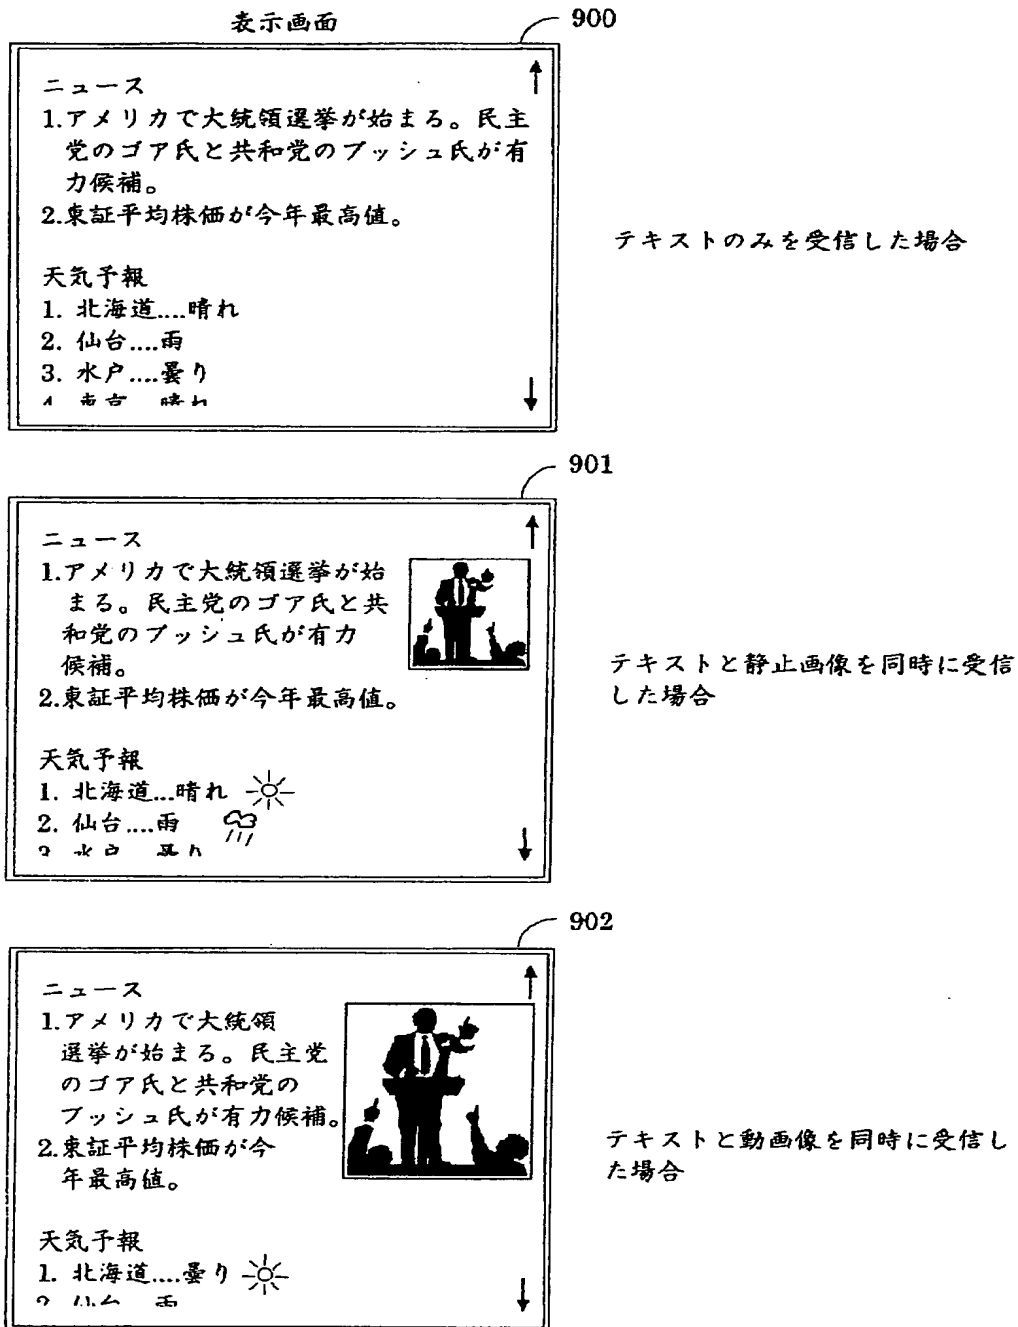 表示画面
900
ニュース
1.アメリカで大統領選挙が始まる。民主
党のゴア氏と共和党のブッシュ氏が有
力候補。
2.東証平均株価が今年最高値。
天気予報
1. 北海道....晴れ
2. 仙台....雨
3. 水戸....曇り
テキストのみを受信した場合
901
ニュース
1.アメリカで大統領選挙が始
まる。民主党のゴア氏と共
和党のブッシュ氏が有力
候補。
2.東証平均株価が今年最高値。
天気予報
1. 北海道...晴れ
2. 仙台....雨
テキストと静止画像を同時に受信
した場合
902
ニュース
1.アメリカで大統領
選挙が始まる。民主党
のゴア氏と共和党の
ブッシュ氏が有力候補。
2.東証平均株価が今
年最高値。
天気予報
1. 北海道....曇り
テキストと動画像を同時に受信し
た場合